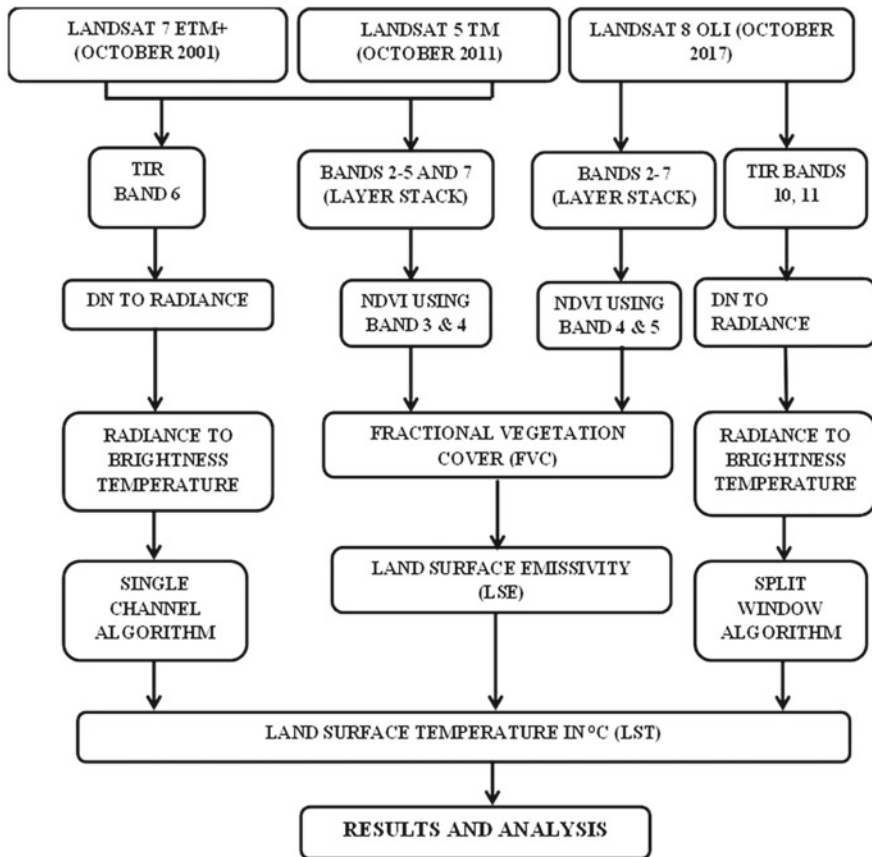 LANDSAT 7 ETM+
(OCTOBER 2001)
LANDSAT 5 TM
(OCTOBER 2011)
LANDSAT 8 OLI (OCTOBER
2017)
TIR
BAND 6
BANDS 2-5 AND 7
(LAYER STACK)
BANDS 2-7
(LAYER STACK)
TIR BANDS
10, 11
DN TO RADIANCE
NDVI USING
BAND 3 & 4
NDVI USING
BAND 4 & 5
DN TO
RADIANCE
RADIANCE TO
BRIGHTNESS
TEMPERATURE
FRACTIONAL VEGETATION
COVER (FVC)
RADIANCE TO
BRIGHTNESS
TEMPERATURE
SINGLE
CHANNEL
ALGORITHM
LAND SURFACE EMISSIVITY
(LSE)
SPLIT
WINDOW
ALGORITHM
LAND SURFACE TEMPERATURE IN °C (LST)
RESULTS AND ANALYSIS